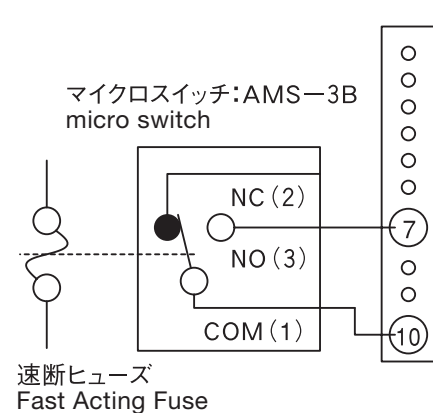 マイクロスイッチ:AMS－3B
micro switch
NC(2)
7
NO(3)
COM(1)
10
速断ヒューズ
Fast Acting Fuse